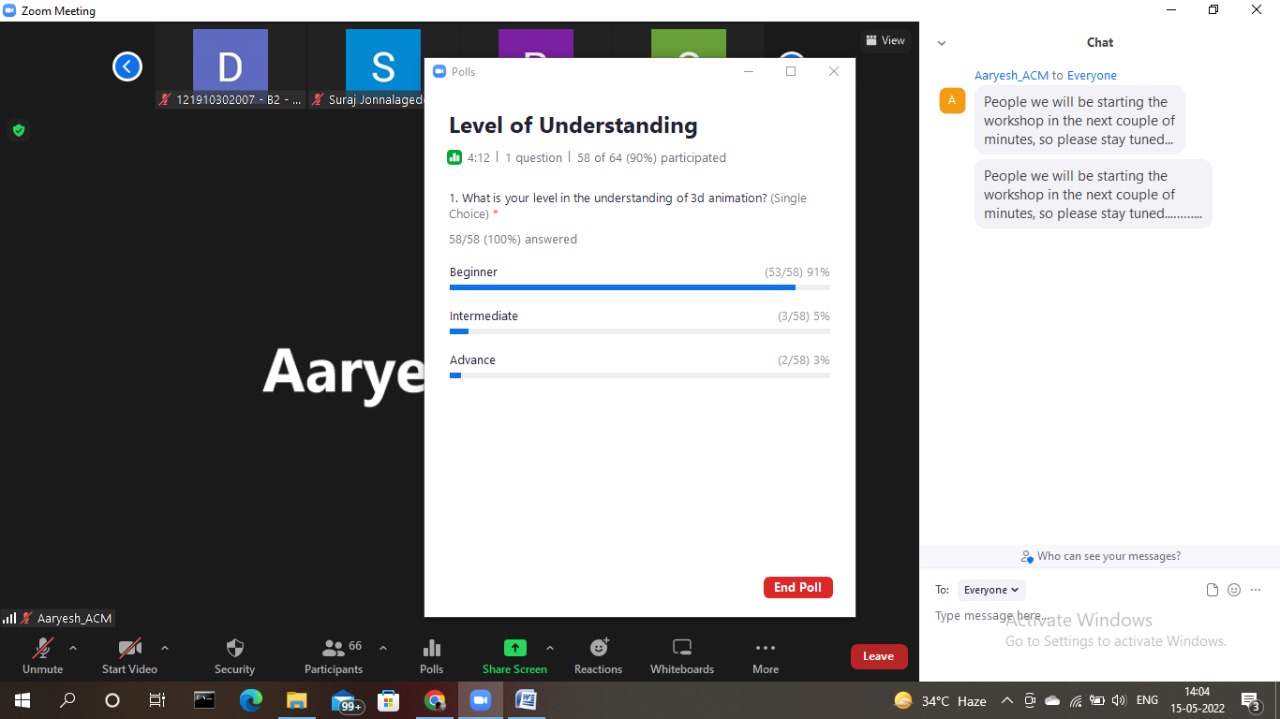 Zoom Meeting
D
S
View
121910302007 - B2 - ...
Suraj Jonnalaged
Polls
Level of Understanding
4:12 | 1 question | 58 of 64 (90%) participated
1. What is your level in the understanding of 3d animation? (Single
Choice) *
58/58 (100%) answered
Beginner (53/58) 91%
Intermediate (3/58) 5%
Advance (2/58) 3%
End Poll
Aarye
Aaryesh_ACM
Unmute
Start Video
Security
66
Participants
Polls
Share Screen
Reactions
Whiteboards
More
Leave
Chat
Aaryesh_ACM to Everyone
A
People we will be starting the
workshop in the next couple of
minutes, so please stay tuned...
People we will be starting the
workshop in the next couple of
minutes, so please stay tuned..........
Who can see your messages?
To: Everyone
Type message here...
Activate Windows
Go to Settings to activate Windows.
99+
34°C Haze
ENG
14:04
15-05-2022
3